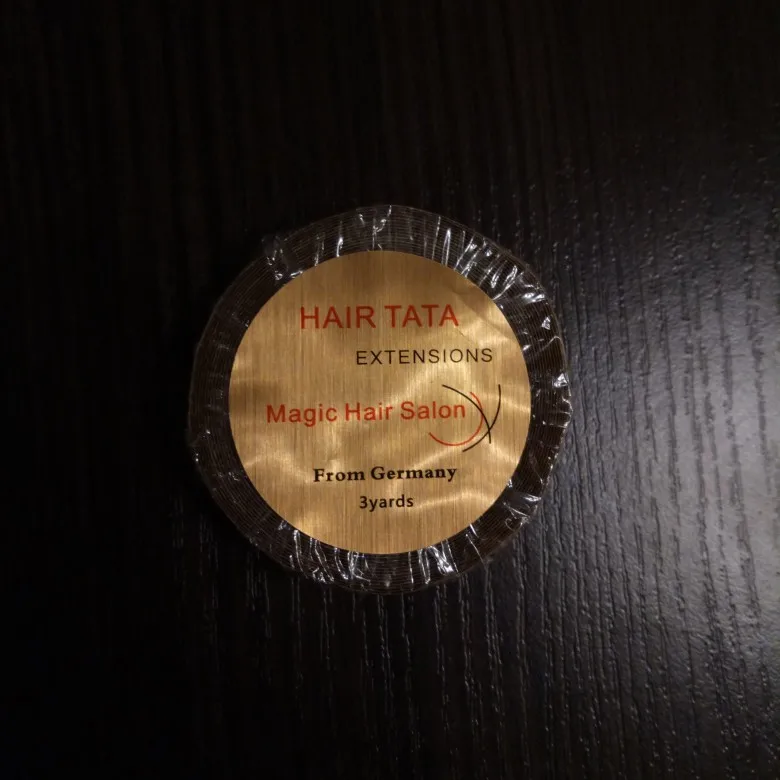 HAIR TATA
EXTENSIONS
Magic Hair Salon
From Germany
3yards